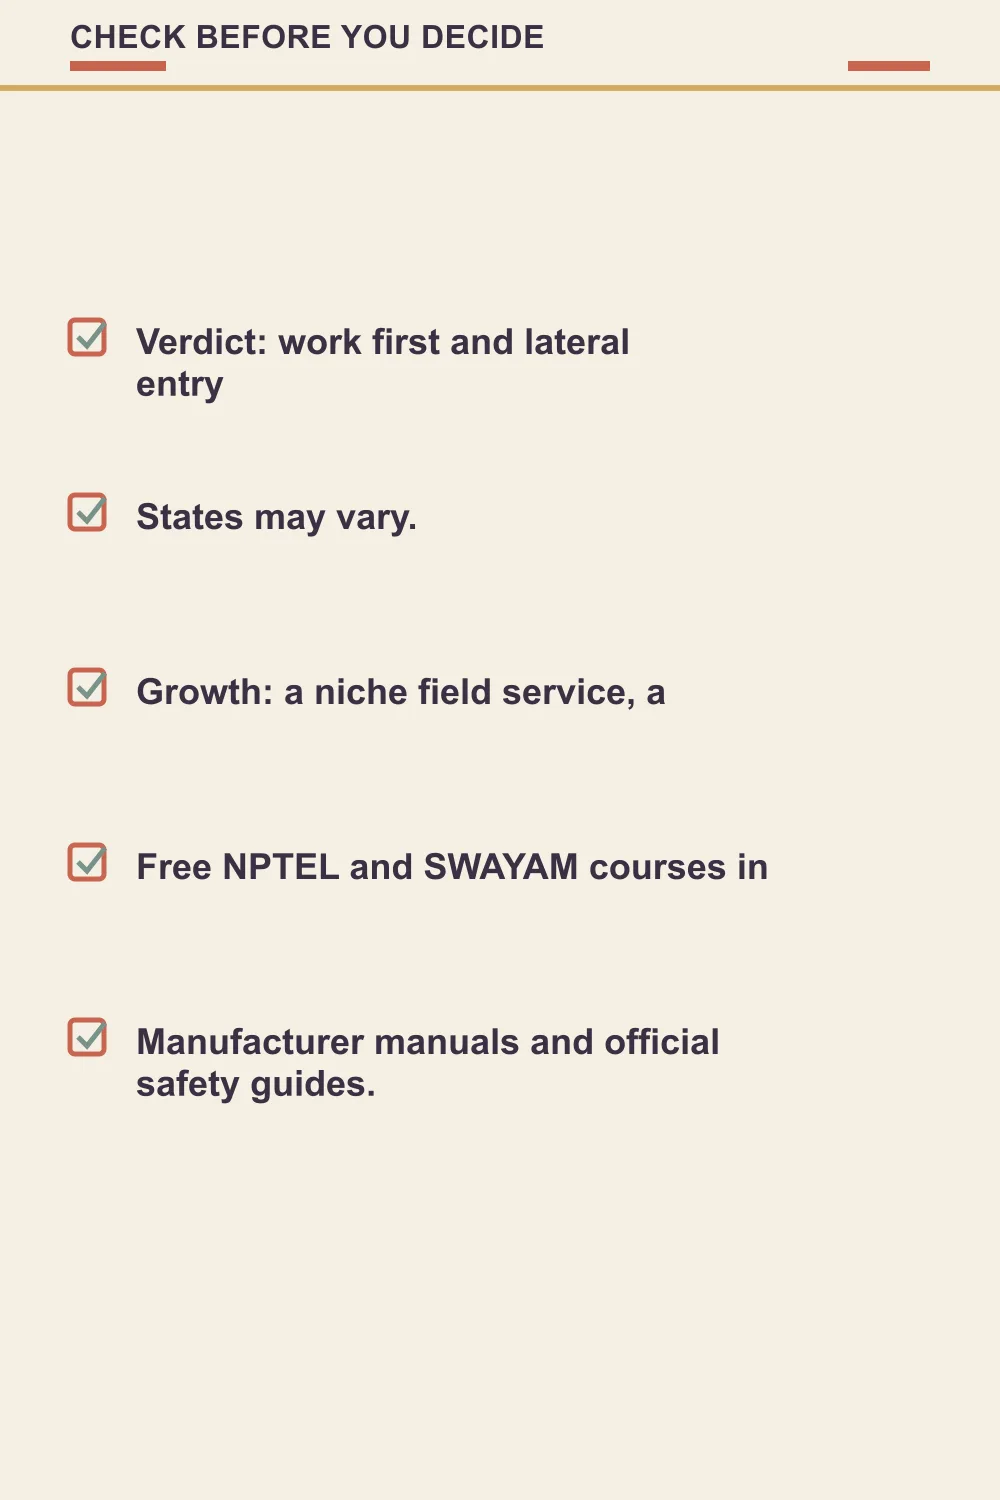 CHECK BEFORE YOU DECIDE
Verdict: work first and lateral
entry
States may vary.
Growth: a niche field service, a
Free NPTEL and SWAYAM courses in
Manufacturer manuals and official
safety guides.